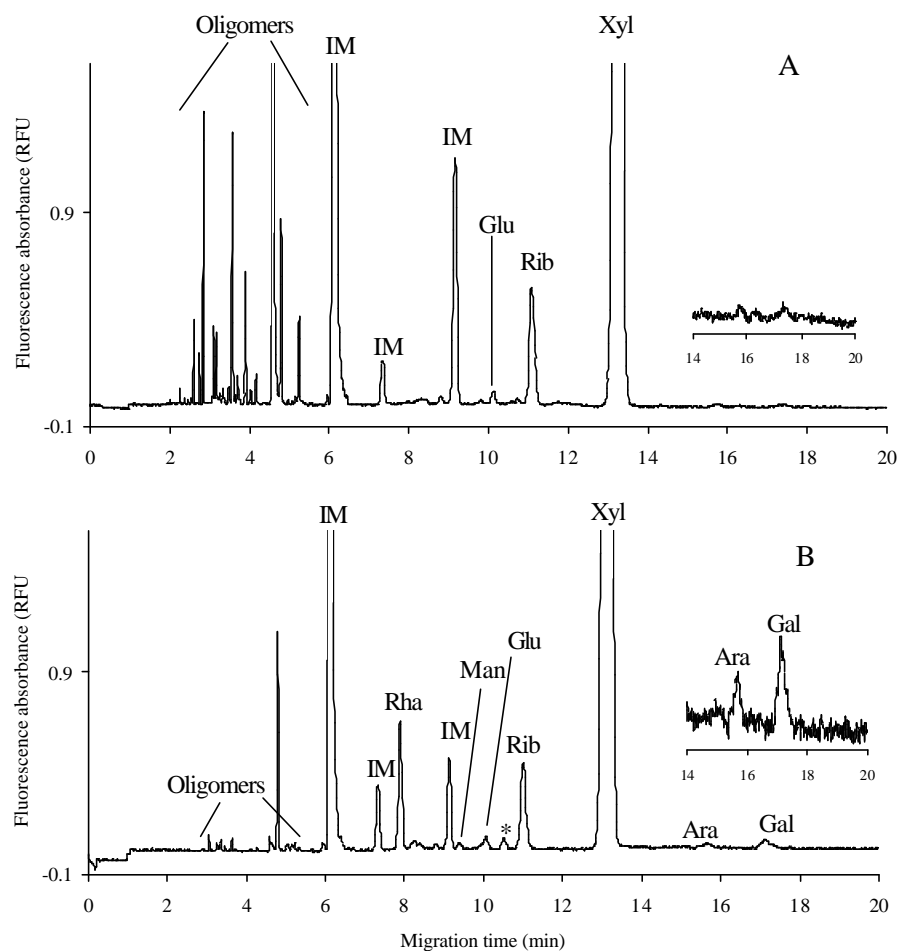 Oligomers
IM
Xyl
A
IM
Glu
Rib
IM
Fluorescence absorbance (RFU
0.9
-0.1
14 16 18 20
0 2 4 6 8 10 12 14 16 18 20
IM
Xyl
B
Gal
Ara
Glu
Man
Rha
IM
IM
Rib
*
Oligomers
Ara
Gal
Fluorescence absorbance (RFU
0.9
-0.1
14 16 18 20
0 2 4 6 8 10 12 14 16 18 20
Migration time (min)